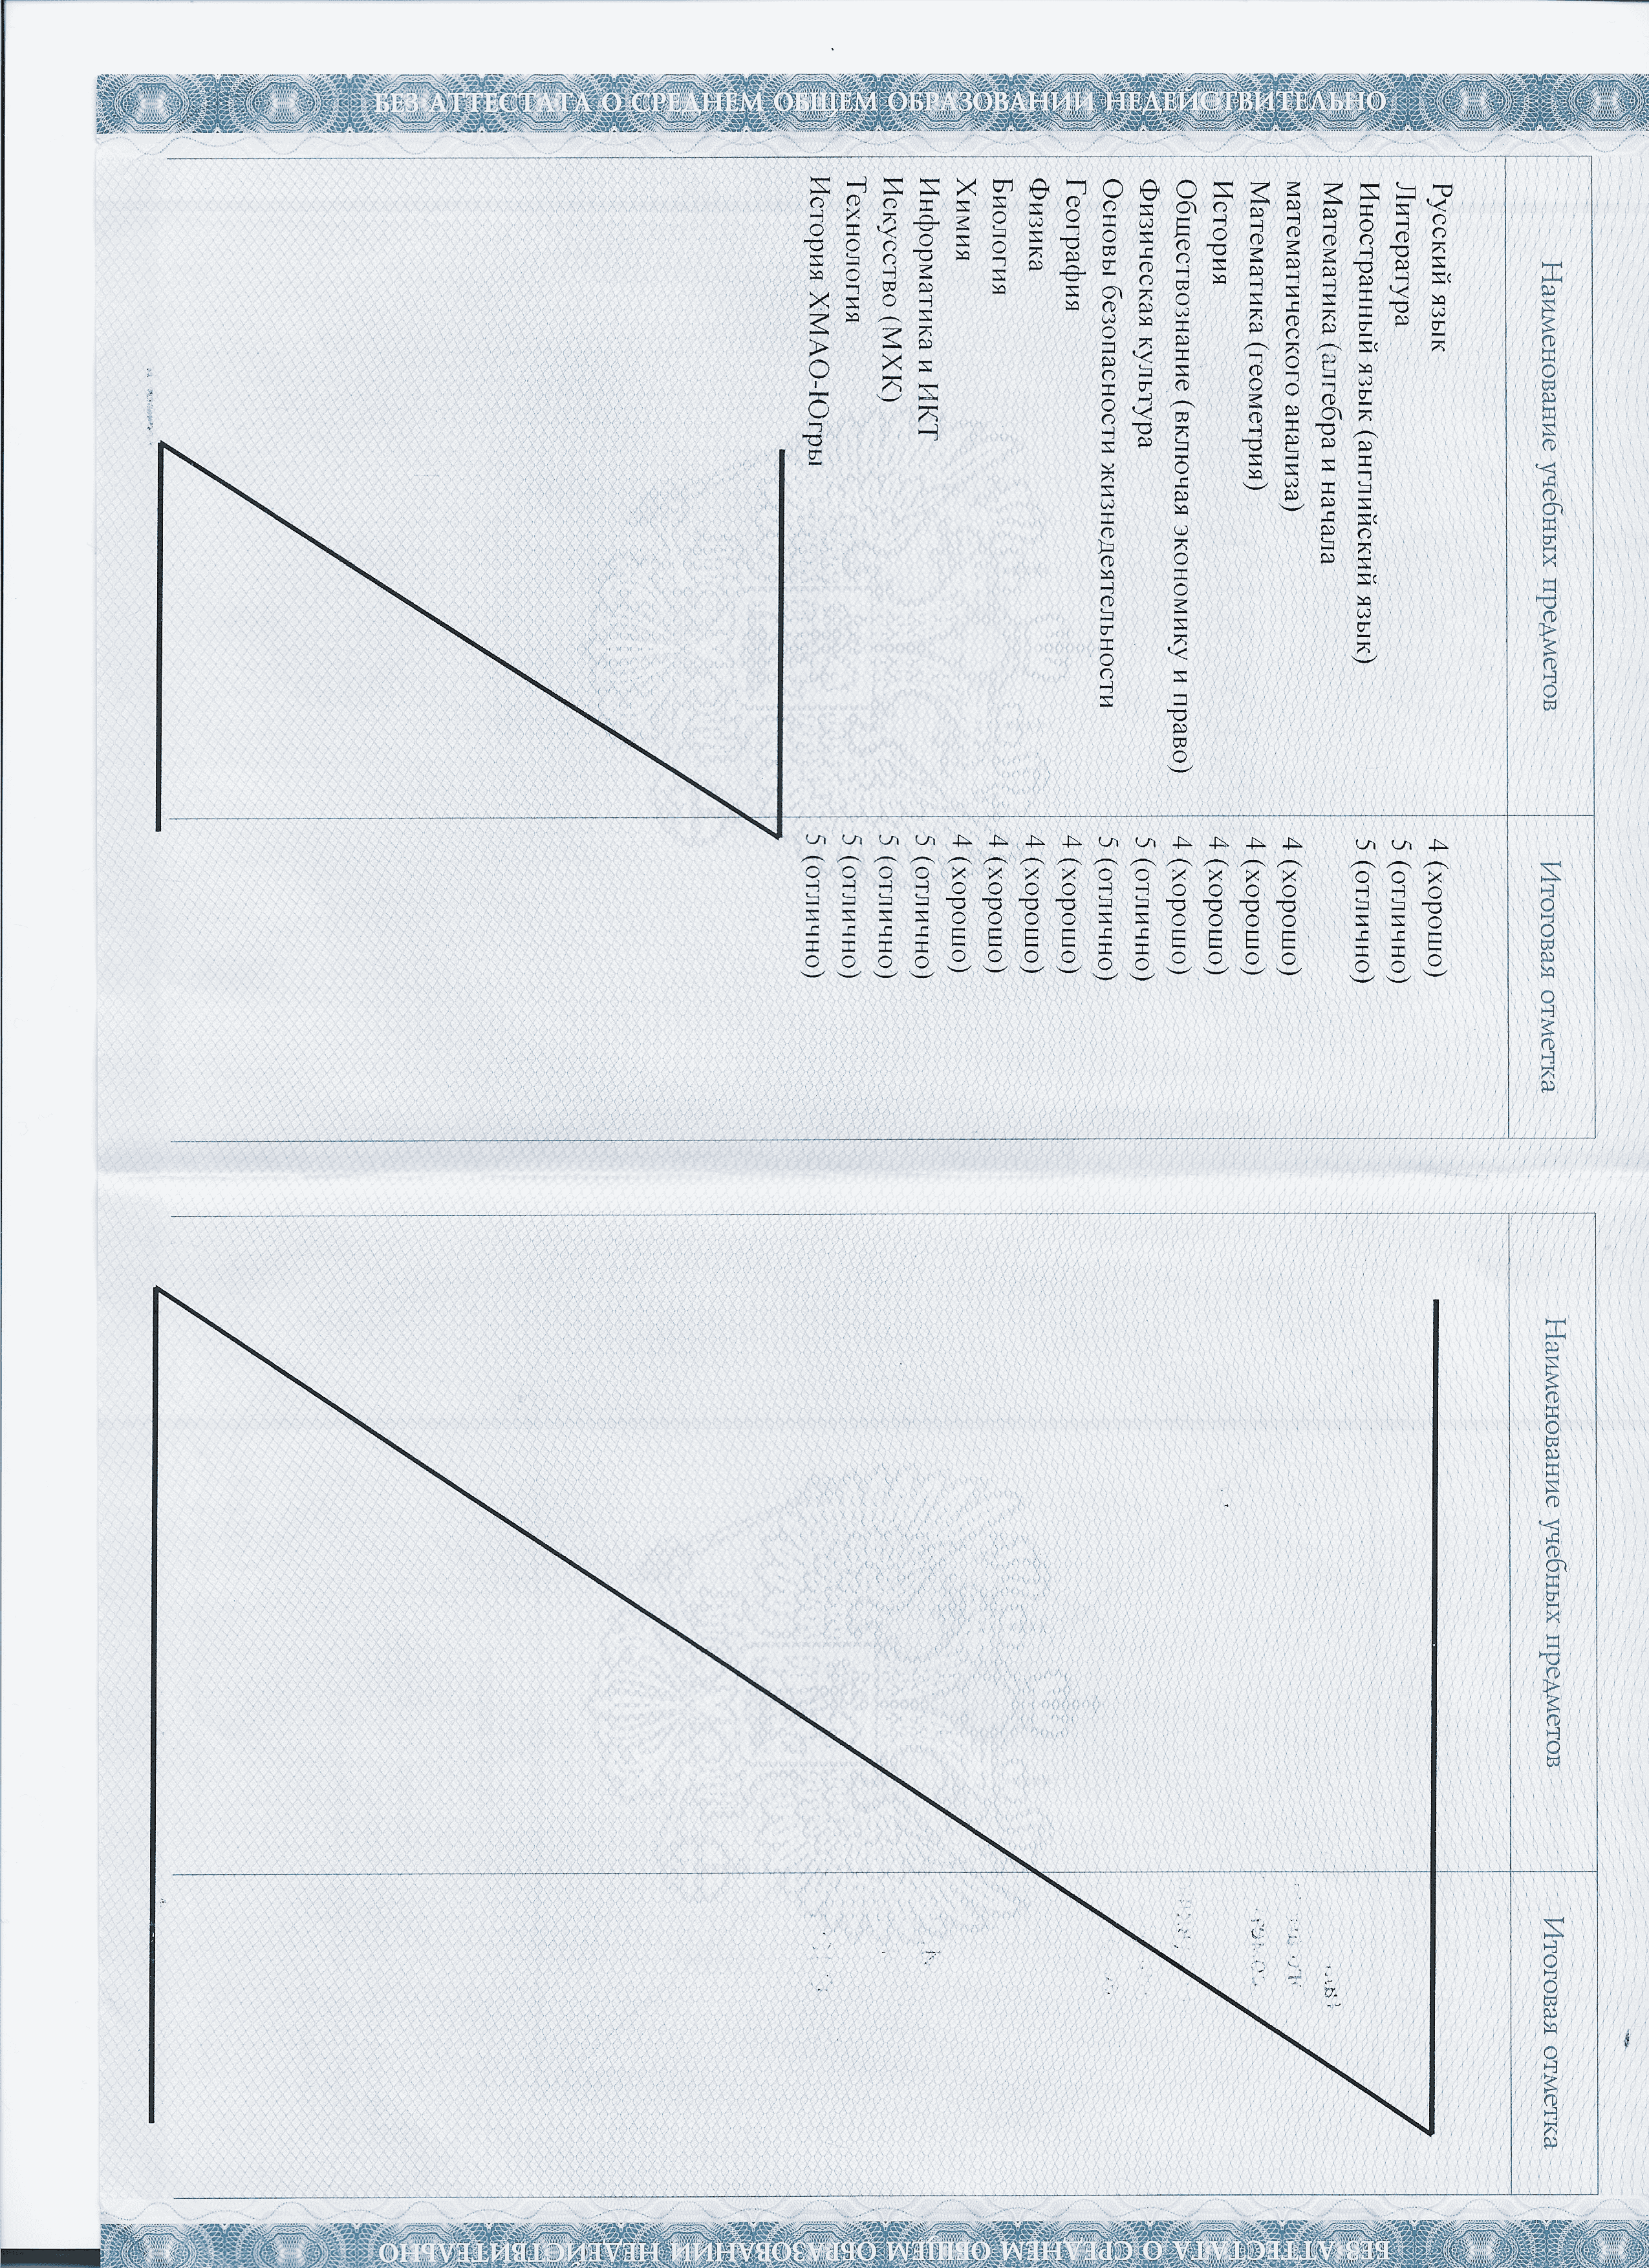 БЕЗ АТТЕСТАТА О СРЕДНЕМ ОБЩЕМ ОБРАЗОВАНИИ НЕДЕЙСТВИТЕЛЬНО
Наименование учебных предметов Итоговая отметка
Русский язык 4 (хорошо)
Литература 5 (отлично)
Иностранный язык (английский язык) 5 (отлично)
Математика (алгебра и начала
математического анализа) 4 (хорошо)
Математика (геометрия) 4 (хорошо)
История 4 (хорошо)
Обществознание (включая экономику и право) 4 (хорошо)
Физическая культура 5 (отлично)
Основы безопасности жизнедеятельности 5 (отлично)
География 4 (хорошо)
Физика 4 (хорошо)
Биология 4 (хорошо)
Химия 4 (хорошо)
Информатика и ИКТ 5 (отлично)
Искусство (МХК) 5 (отлично)
Технология 5 (отлично)
История ХМАО-Югры 5 (отлично)
Наименование учебных предметов Итоговая отметка
БЕЗ АТТЕСТАТА О СРЕДНЕМ ОБЩЕМ ОБРАЗОВАНИИ НЕДЕЙСТВИТЕЛЬНО